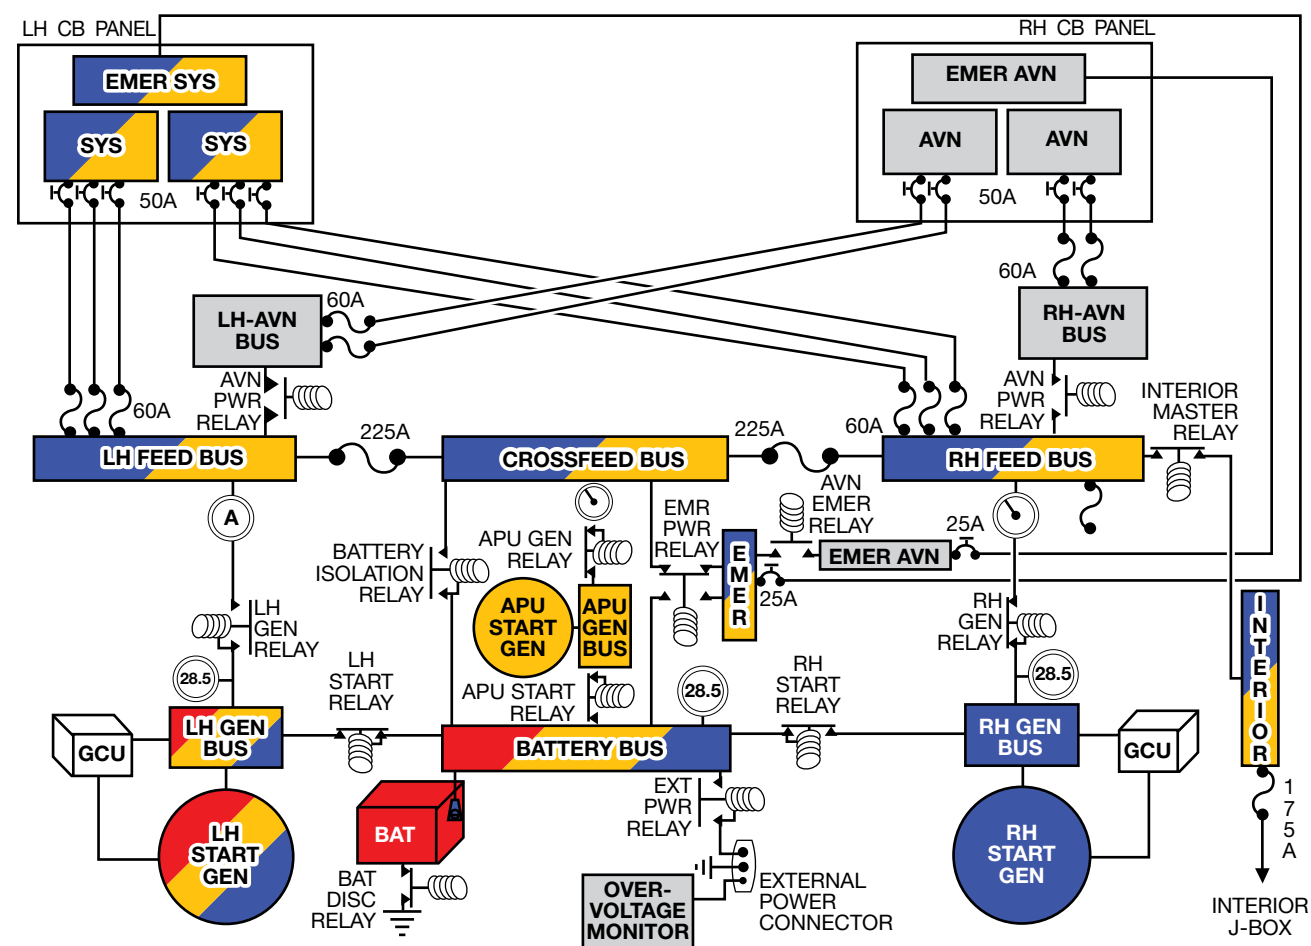 LH CB PANEL
RH CB PANEL
EMER SYS
EMER AVN
SYS
SYS
AVN
AVN
50A
50A
60A
60A
LH-AVN
BUS
RH-AVN
BUS
AVN
PWR
RELAY
AVN
PWR
RELAY
INTERIOR
MASTER
RELAY
60A
225A
225A
60A
LH FEED BUS
CROSSFEED BUS
RH FEED BUS
A
BATTERY
ISOLATION
RELAY
APU GEN
RELAY
EMR
PWR
RELAY
AVN
EMER
RELAY
25A
EMER AVN
E
M
E
R
25A
APU
START
GEN
APU
GEN
BUS
LH
GEN
RELAY
RH
GEN
RELAY
I
N
T
E
R
I
O
R
28.5
LH
START
RELAY
APU START
RELAY
28.5
RH
START
RELAY
28.5
GCU
LH GEN
BUS
BATTERY BUS
RH GEN
BUS
GCU
LH
START
GEN
BAT
EXT
PWR
RELAY
RH
START
GEN
1
7
5
A
BAT
DISC
RELAY
OVER-
VOLTAGE
MONITOR
EXTERNAL
POWER
CONNECTOR
INTERIOR
J-BOX